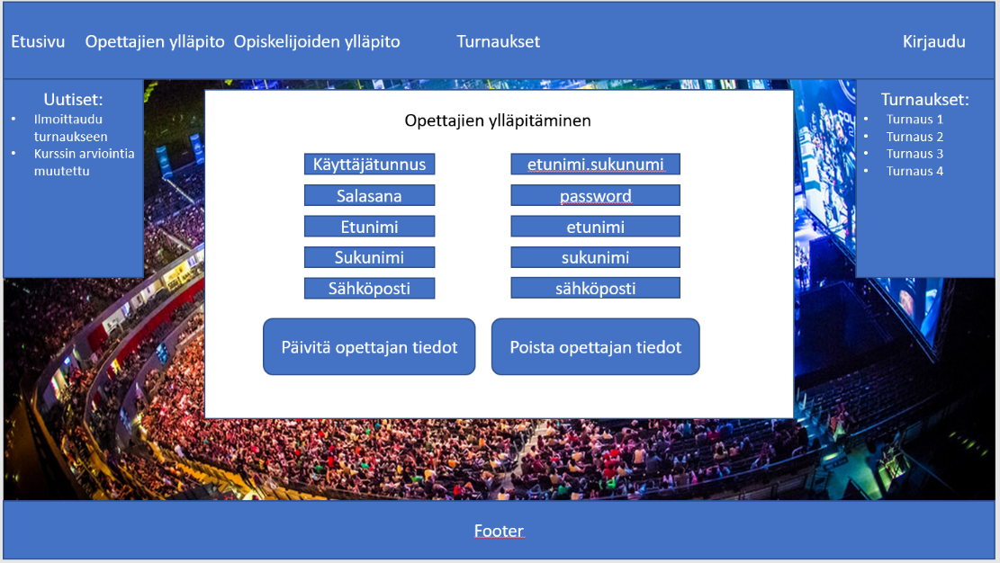 Etusivu Opettajien ylläpito Opiskelijoiden ylläpito Turnaukset Kirjaudu
Uutiset:
• Ilmoittaudu
turnaukseen
• Kurssin arviointia
muutettu
Opettajien ylläpitäminen
Käyttäjätunnus etunimi.sukunumi
Salasana password
Etunimi etunimi
Sukunimi sukunimi
Sähköposti sähköposti
Päivitä opettajan tiedot Poista opettajan tiedot
Turnaukset:
• Turnaus 1
• Turnaus 2
• Turnaus 3
• Turnaus 4
Footer